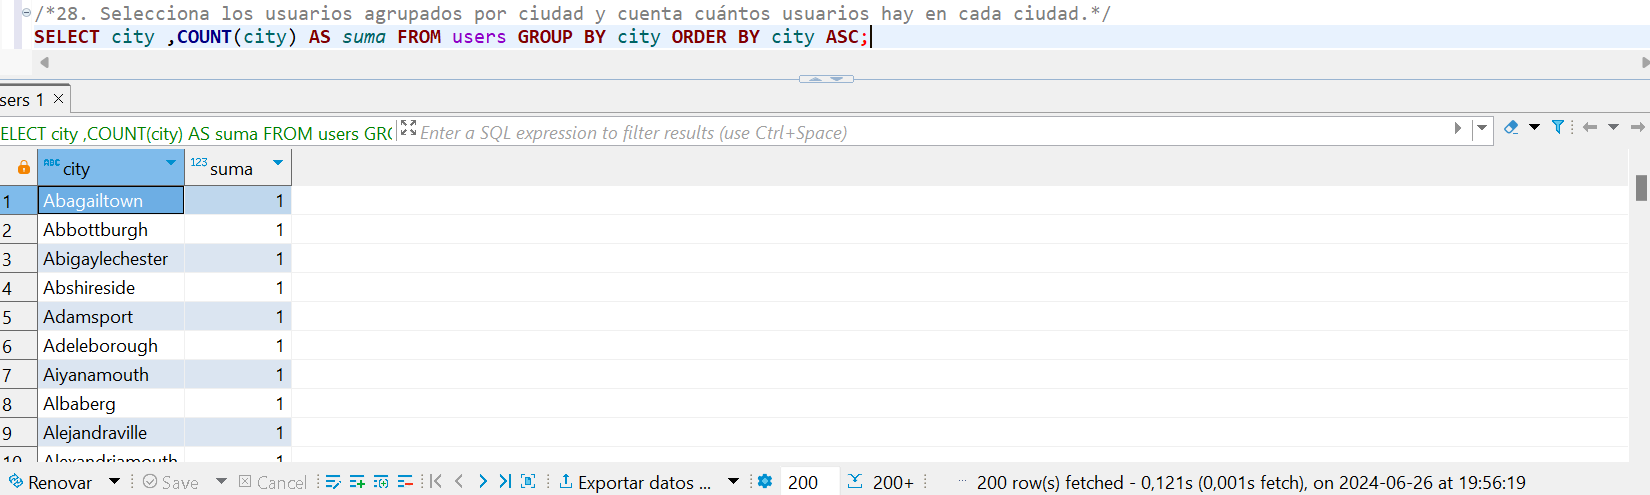 /*28. Selecciona los usuarios agrupados por ciudad y cuenta cuántos usuarios hay en cada ciudad.*/
SELECT city ,COUNT(city) AS suma FROM users GROUP BY city ORDER BY city ASC;
sers 1
ELECT city ,COUNT(city) AS suma FROM users GRO Enter a SQL expression to filter results (use Ctrl+Space)
ABC city 123 suma
1 Abagailtown 1
2 Abbottburgh 1
3 Abigaylechester 1
4 Abshireside 1
5 Adamsport 1
6 Adeleborough 1
7 Aiyanamouth 1
8 Albaberg 1
9 Alejandraville 1
10 Alexandriamouth 1
Renovar Save Cancel Exportar datos ... 200 200+ ... 200 row(s) fetched - 0,121s (0,001s fetch), on 2024-06-26 at 19:56:19